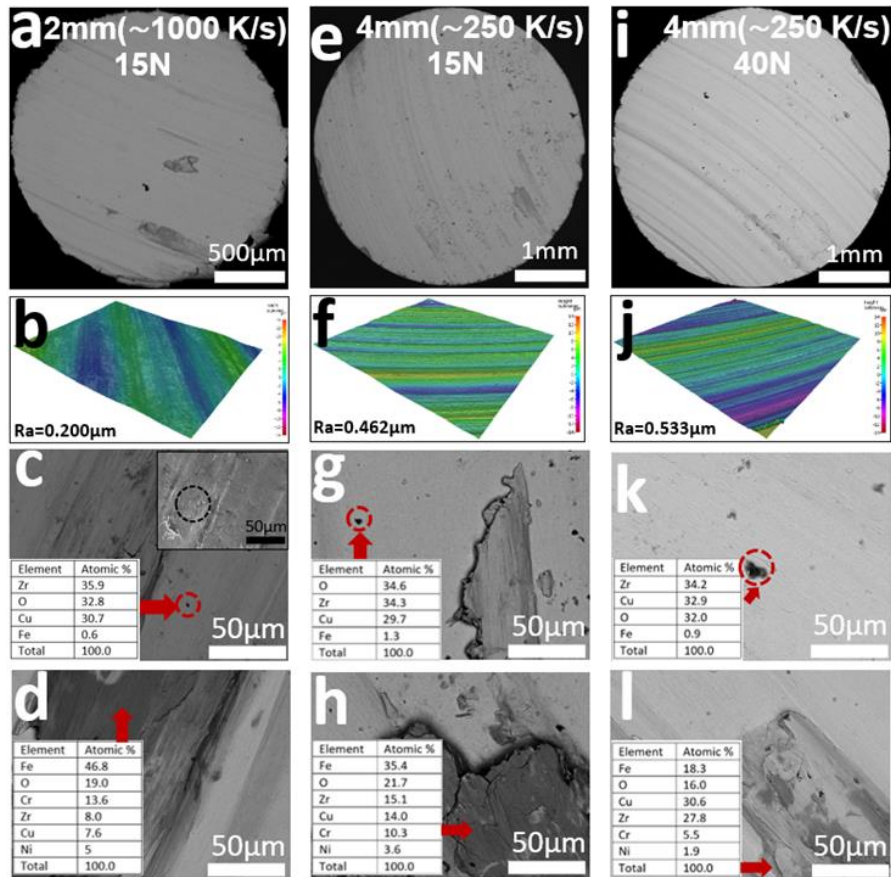 a
2mm(~1000 K/s)
15N
500µm
e
4mm(~250 K/s)
15N
1mm
i
4mm(~250 K/s)
40N
1mm
b
Ra=0.200µm
f
Ra=0.462µm
j
Ra=0.533µm
c
50µm
Element Atomic %
Zr 35.9
O 32.8
Cu 30.7
Fe 0.6
Total 100.0
50µm
g
Element Atomic %
O 34.6
Zr 34.3
Cu 29.7
Fe 1.3
Total 100.0
50µm
k
Element Atomic %
Zr 34.2
Cu 32.9
O 32.0
Fe 0.9
Total 100.0
50µm
d
Element Atomic %
Fe 46.8
O 19.0
Cr 13.6
Zr 8.0
Cu 7.6
Ni 5
Total 100.0
50µm
h
Element Atomic %
Fe 35.4
O 21.7
Zr 15.1
Cu 14.0
Cr 10.3
Ni 3.6
Total 100.0
50µm
l
Element Atomic %
Fe 18.3
O 16.0
Cu 30.6
Zr 27.8
Cr 5.5
Ni 1.9
Total 100.0
50µm